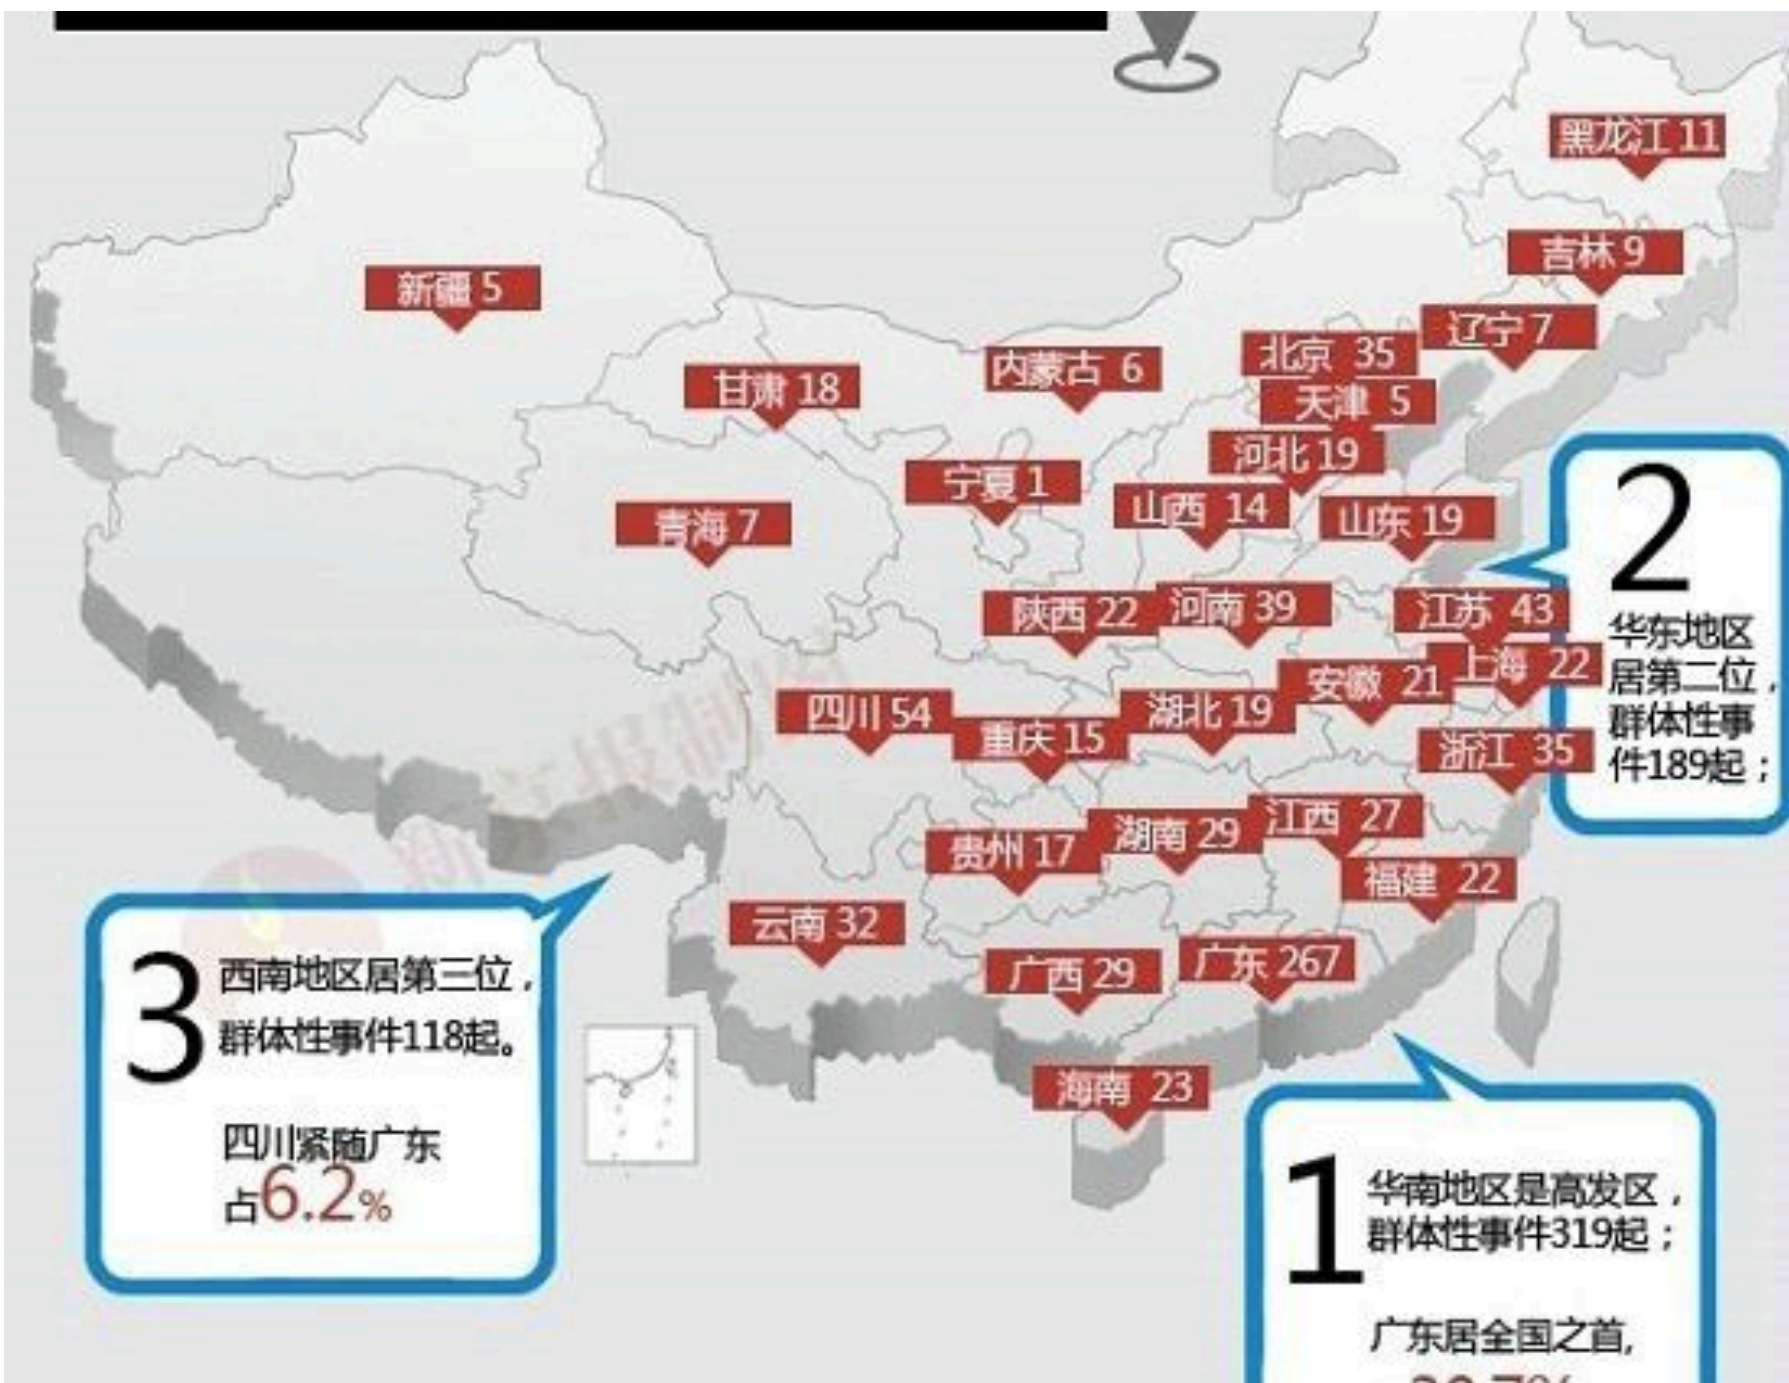 黑龙江 11
吉林 9
新疆 5
辽宁 7
北京 35
内蒙古 6
甘肃 18
天津 5
河北 19
宁夏 1
山西 14
山东 19
青海 7
陕西 22
河南 39
江苏 43
上海 22
安徽 21
四川 54
湖北 19
重庆 15
浙江 35
江西 27
湖南 29
贵州 17
福建 22
云南 32
广西 29
广东 267
海南 23
2
华东地区
居第二位，
群体性事
件189起；
3
西南地区居第三位，
群体性事件118起。
四川紧随广东
占6.2%
1
华南地区是高发区，
群体性事件319起；
广东居全国之首,